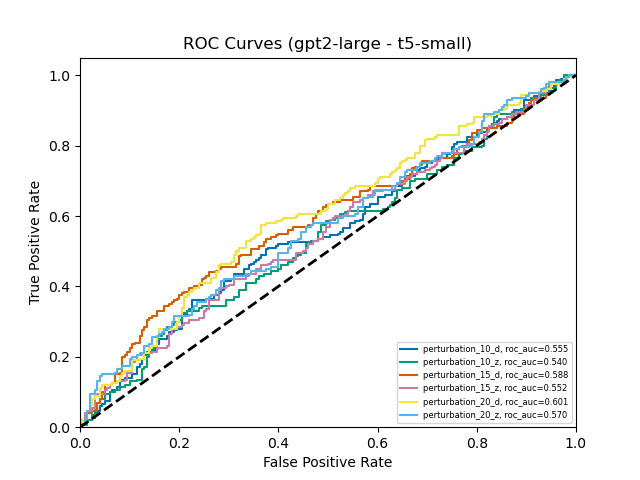 ROC Curves (gpt2-large - t5-small)
True Positive Rate
1.0
0.8
0.6
0.4
0.2
0.0
perturbation_10_d, roc_auc=0.555
perturbation_10_z, roc_auc=0.540
perturbation_15_d, roc_auc=0.588
perturbation_15_z, roc_auc=0.552
perturbation_20_d, roc_auc=0.601
perturbation_20_z, roc_auc=0.570
0.0 0.2 0.4 0.6 0.8 1.0
False Positive Rate